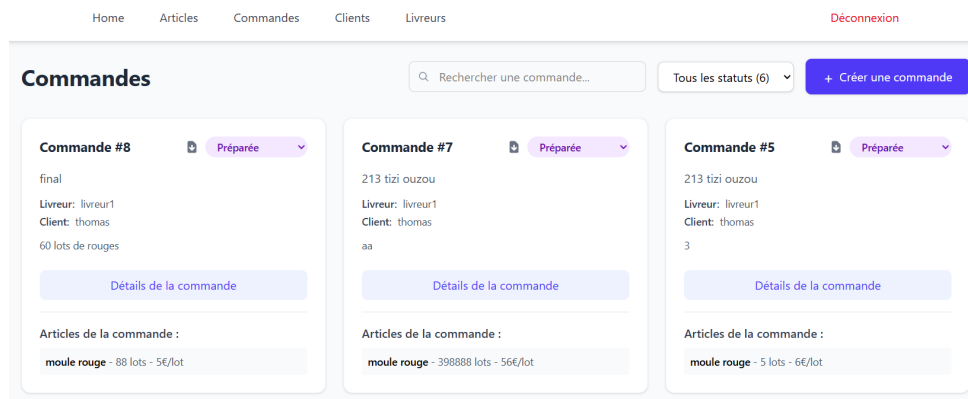 Home Articles Commandes Clients Livreurs Déconnexion
Commandes Rechercher une commande... Tous les statuts (6) + Créer une commande
Commande #8 Préparée
final
Livreur: livreur1
Client: thomas
60 lots de rouges
Détails de la commande
Articles de la commande :
moule rouge - 88 lots - 5€/lot
Commande #7 Préparée
213 tizi ouzou
Livreur: livreur1
Client: thomas
aa
Détails de la commande
Articles de la commande :
moule rouge - 398888 lots - 56€/lot
Commande #5 Préparée
213 tizi ouzou
Livreur: livreur1
Client: thomas
3
Détails de la commande
Articles de la commande :
moule rouge - 5 lots - 6€/lot